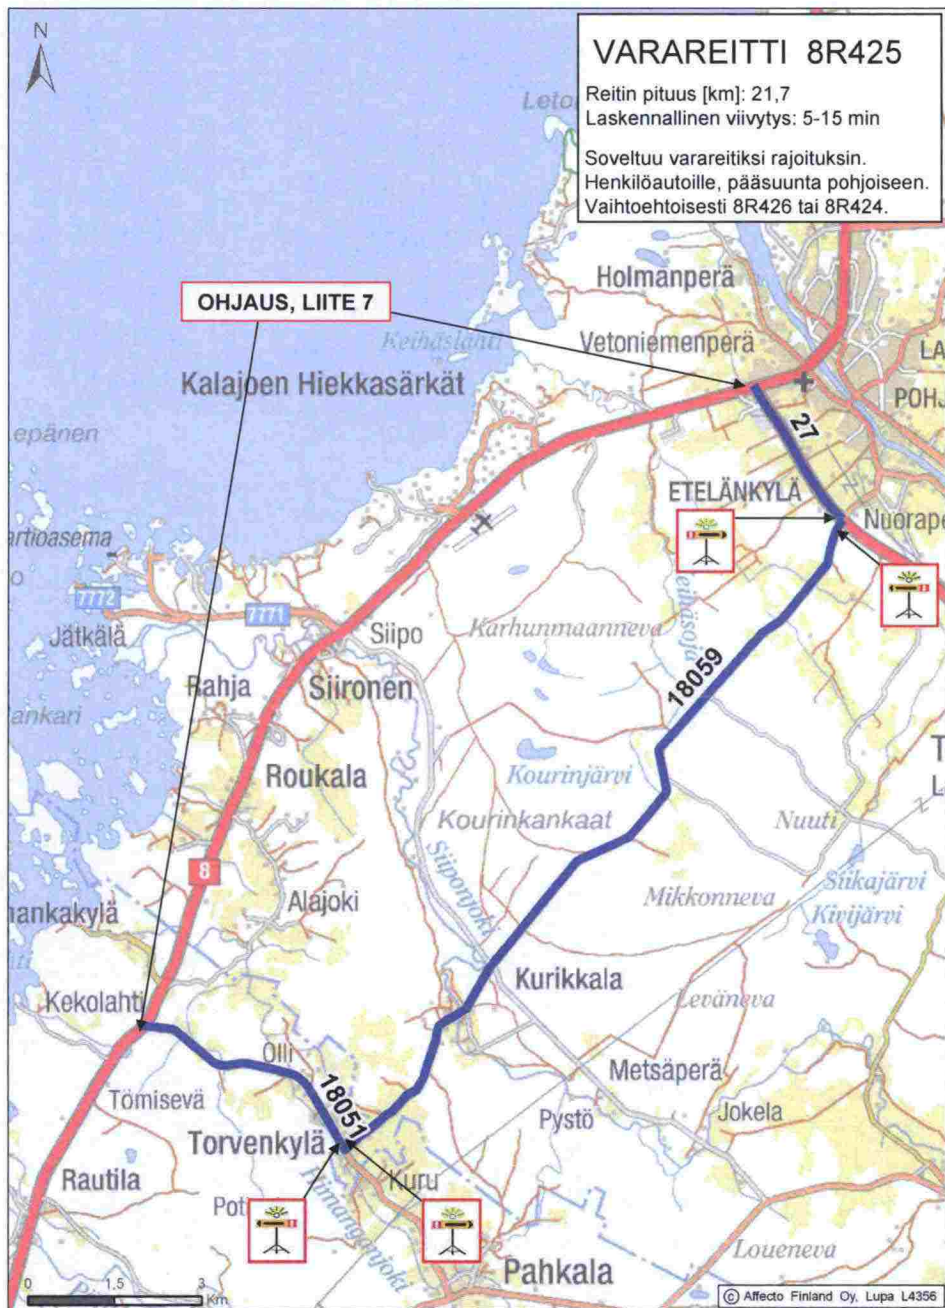 N
VARAREITTI 8R425
Reitin pituus [km]: 21,7
Laskennallinen viivytys: 5-15 min
Soveltuu varareitiksi rajoituksin.
Henkilöautoille, pääsuunta pohjoiseen.
Vaihtoehtoisesti 8R426 tai 8R424.
Holmanperä
OHJAUS, LIITE 7
Keihäslahti
Vetoniemenperä
Kalajoen Hiekkasärkät
27
ETELÄNKYLÄ
7772
7771
Jätkälä
Siipo
Karhunmaanneva
Rahja
Siironen
18059
Roukala
Kourinjärvi
Kourinkankaat
Nuuti
8
Siiponjoki
Alajoki
Mikkonneva
Siikajärvi
Kivijärvi
Kekolahti
Kurikkala
Leväneva
Olli
Metsäperä
Tömisevä
18051
Pystö
Jokela
Torvenkylä
Rautila
Kuru
Himanganjoki
Loueneva
Pahkala
0 1,5 3
Km
© Affecto Finland Oy, Lupa L4356